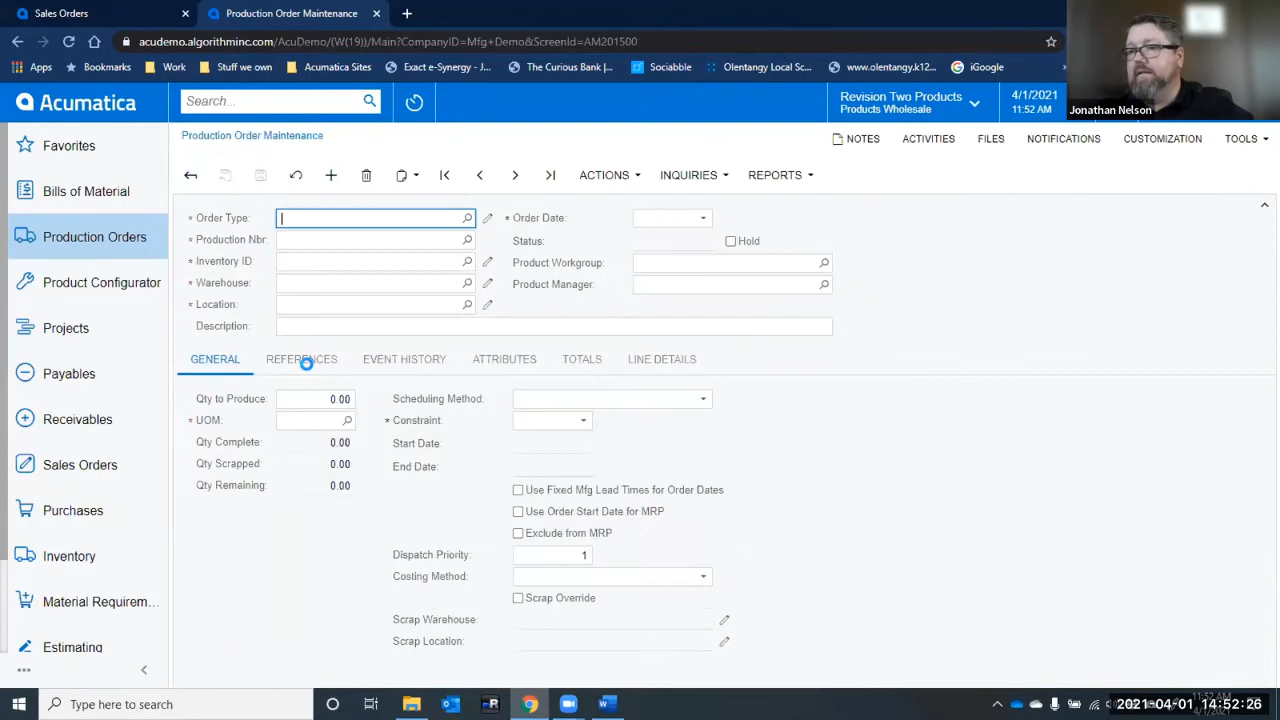 Sales Orders
Production Order Maintenance
acudemo.algorithminc.com/AcuDemo/(W(19))/Main?CompanyID=Mfg+Demo&ScreenId=AM201500
Apps
Bookmarks
Work
Stuff we own
Acumatica Sites
Exact e-Synergy - J...
The Curious Bank |...
Sociabble
Olentangy Local Sc...
www.olentangy.k12...
iGoogle
Jonathan Nelson
Acumatica
Search...
Revision Two Products
Products Wholesale
4/1/2021
11:52 AM
Favorites
Bills of Material
Production Orders
Product Configurator
Projects
Payables
Receivables
Sales Orders
Purchases
Inventory
Material Requirem...
Estimating
Production Order Maintenance
NOTES
ACTIVITIES
FILES
NOTIFICATIONS
CUSTOMIZATION
TOOLS
ACTIONS
INQUIRIES
REPORTS
* Order Type:
* Production Nbr:
* Inventory ID:
* Warehouse:
* Location:
Description:
* Order Date:
Status:
Hold
Product Workgroup:
Product Manager:
GENERAL
REFERENCES
EVENT HISTORY
ATTRIBUTES
TOTALS
LINE DETAILS
Qty to Produce: 0.00
* UOM:
Qty Complete: 0.00
Qty Scrapped: 0.00
Qty Remaining: 0.00
Scheduling Method:
* Constraint:
Start Date:
End Date:
Use Fixed Mfg Lead Times for Order Dates
Use Order Start Date for MRP
Exclude from MRP
Dispatch Priority: 1
Costing Method:
Scrap Override
Scrap Warehouse:
Scrap Location:
Type here to search
11:52 AM
4/1/2021
2021-04-01 14:52:26